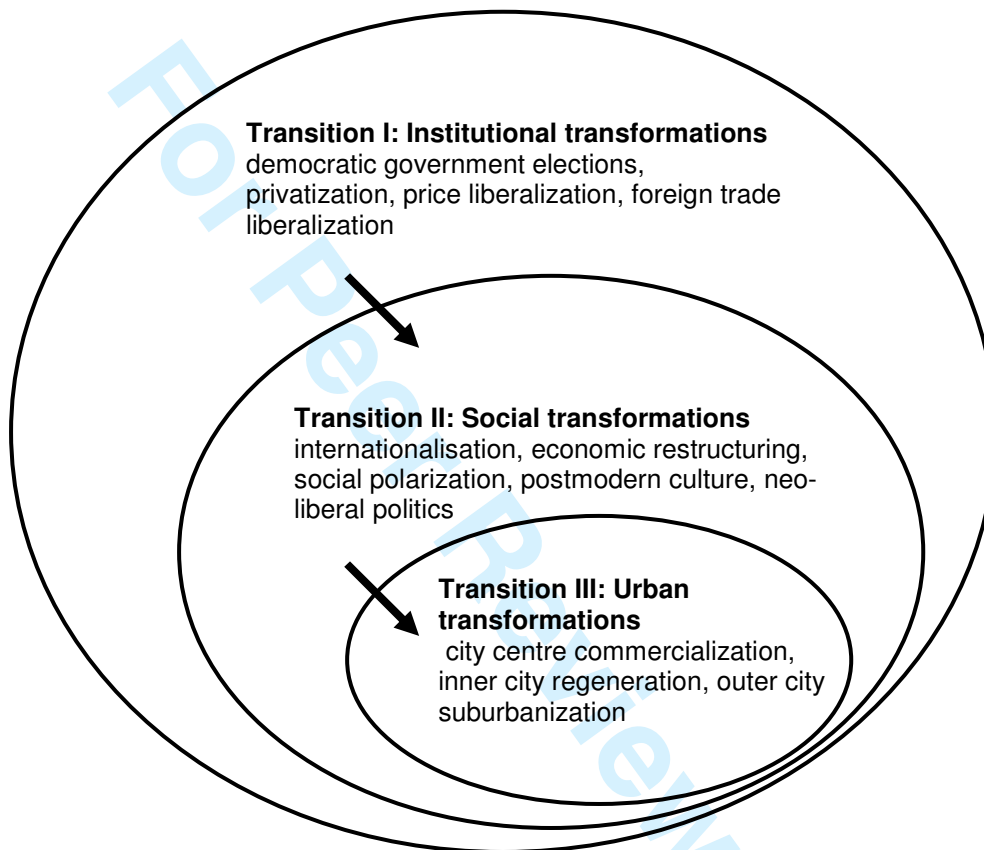 Transition I: Institutional transformations
democratic government elections,
privatization, price liberalization, foreign trade
liberalization
Transition II: Social transformations
internationalisation, economic restructuring,
social polarization, postmodern culture, neo-
liberal politics
Transition III: Urban
transformations
city centre commercialization,
inner city regeneration, outer city
suburbanization
For Peer Review